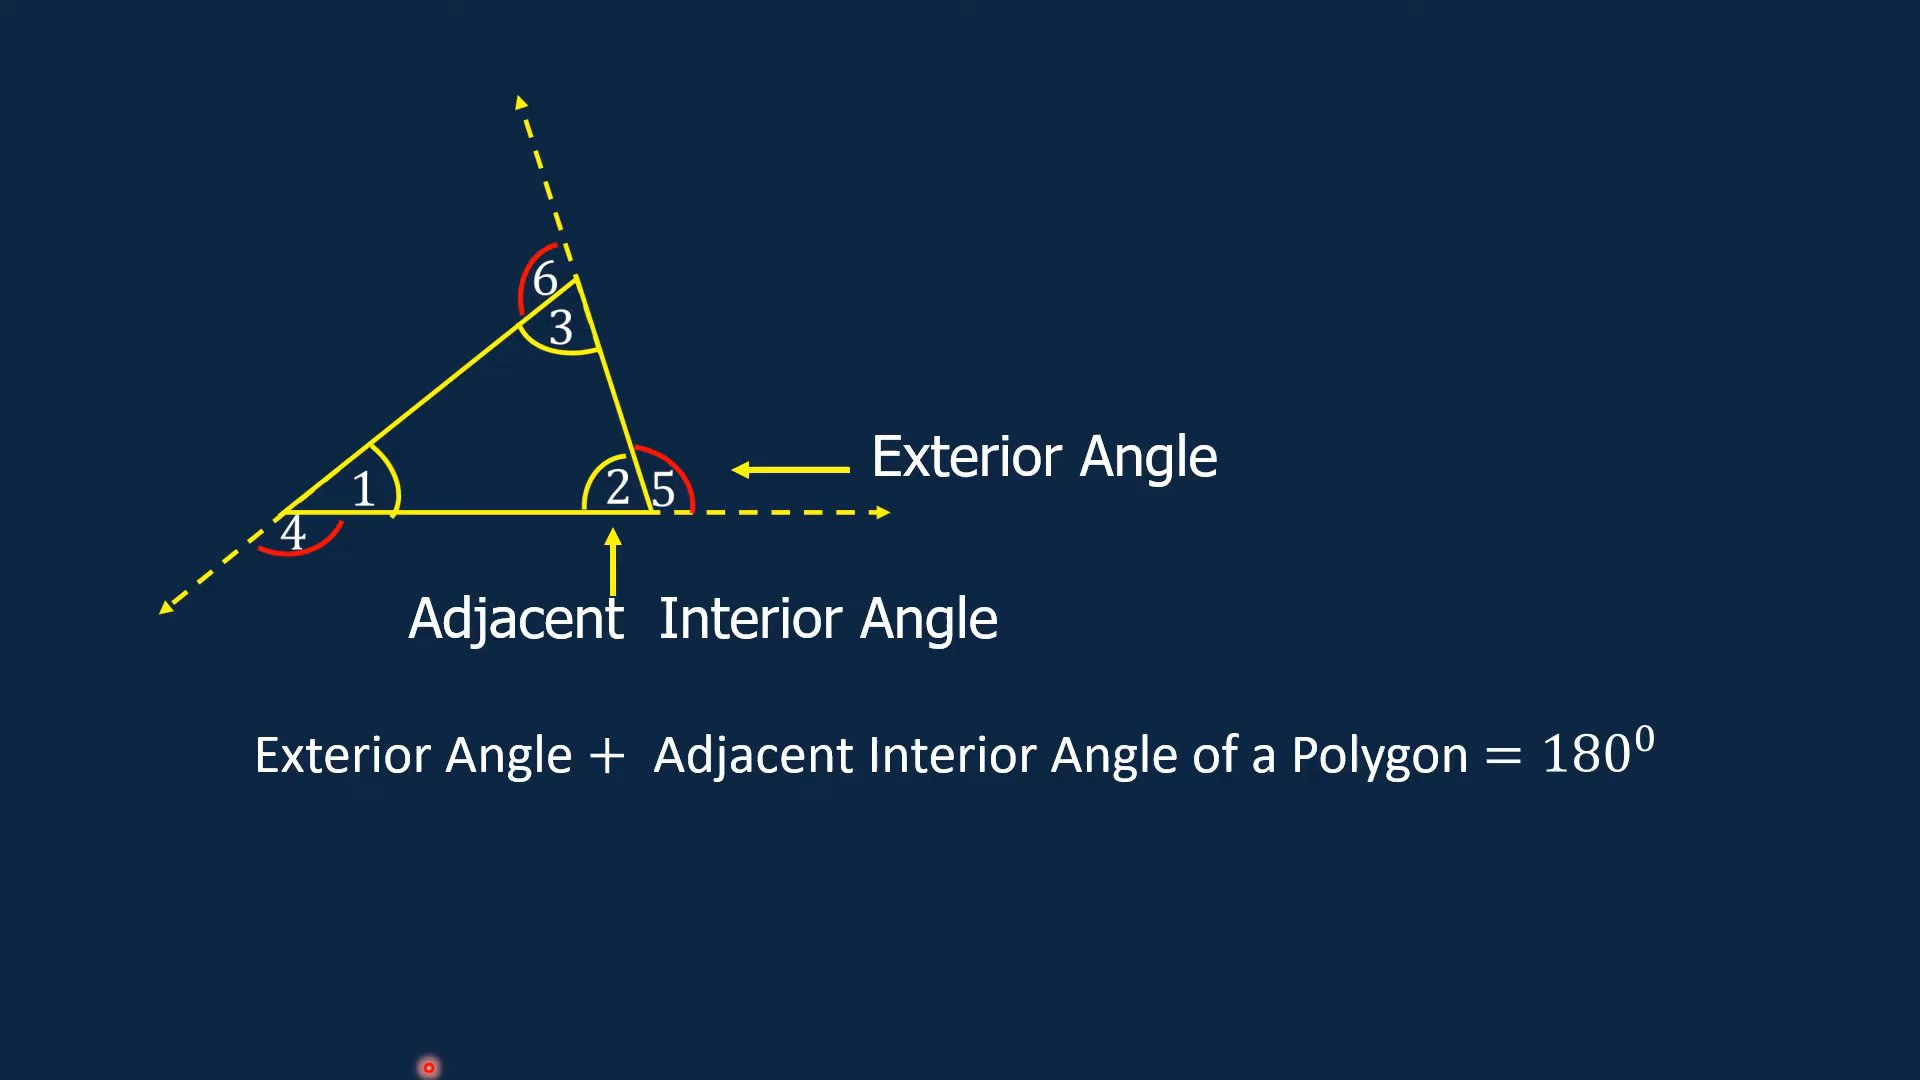 6
3
Exterior Angle
1
2 5
4
Adjacent Interior Angle
Exterior Angle + Adjacent Interior Angle of a Polygon = 180⁰